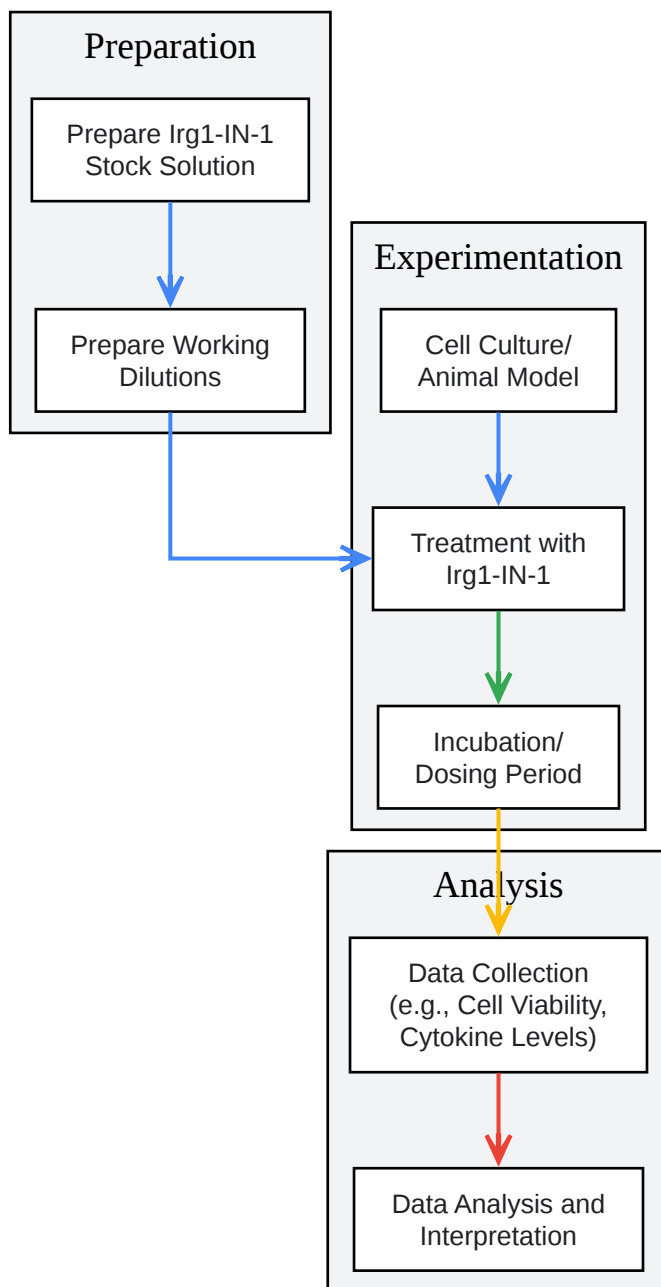 Preparation
Prepare Irg1-IN-1
Stock Solution
Prepare Working
Dilutions
Experimentation
Cell Culture/
Animal Model
Treatment with
Irg1-IN-1
Incubation/
Dosing Period
Analysis
Data Collection
(e.g., Cell Viability,
Cytokine Levels)
Data Analysis and
Interpretation